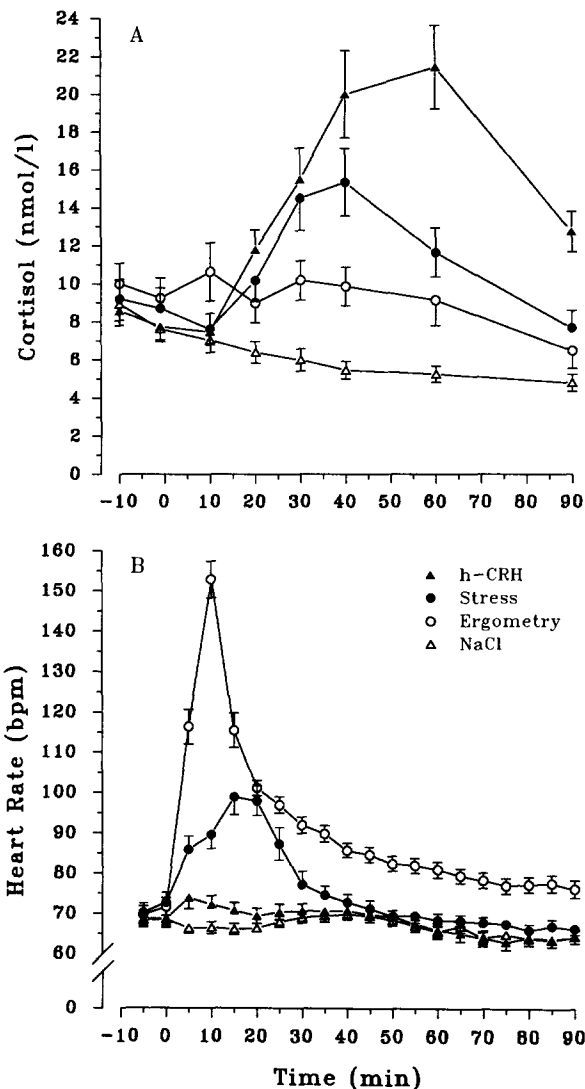 A
Cortisol (nmol/l)
24
22
20
18
16
14
12
10
8
6
4
2
0
-10 0 10 20 30 40 50 60 70 80 90
B
Heart Rate (bpm)
160
150
140
130
120
110
100
90
80
70
60
0
h-CRH
Stress
Ergometry
NaCl
-10 0 10 20 30 40 50 60 70 80 90
Time (min)